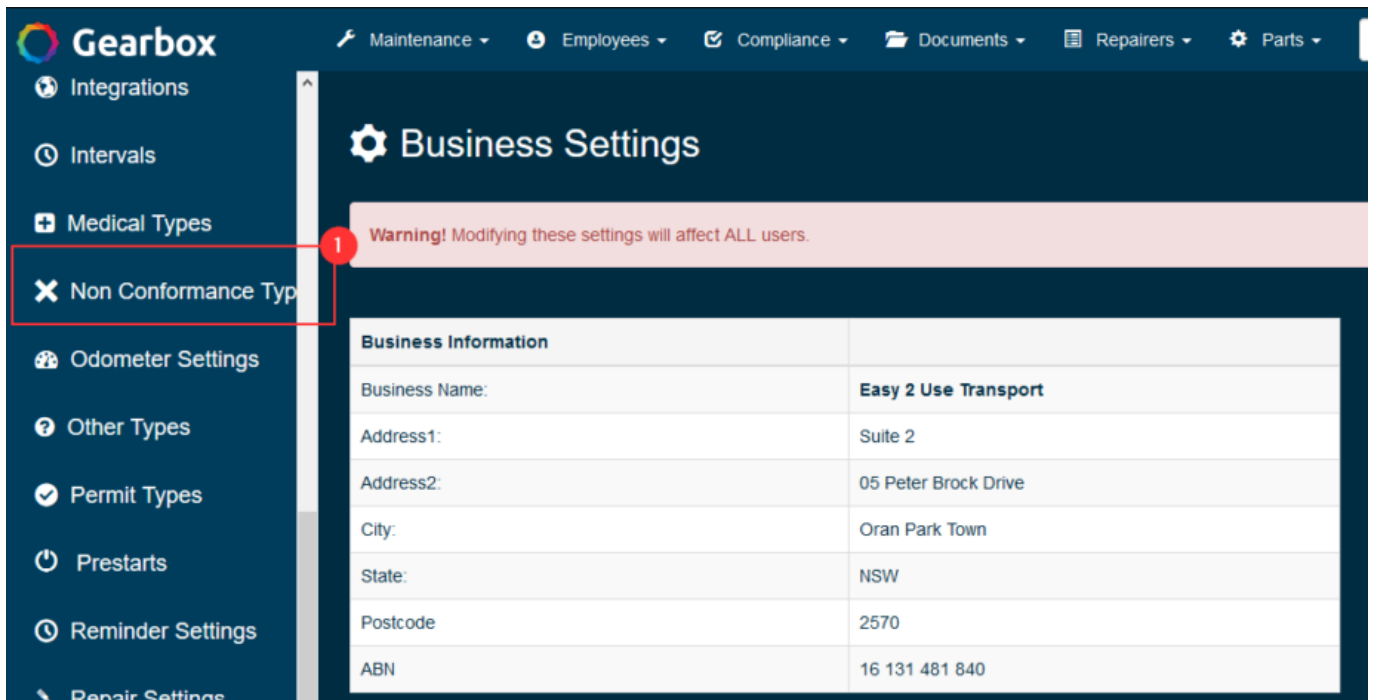 Gearbox
Maintenance
Employees
Compliance
Documents
Repairers
Parts
Integrations
Intervals
Medical Types
1
Non Conformance Typ
Odometer Settings
Other Types
Permit Types
Prestarts
Reminder Settings
Repair Settings
Business Settings
Warning! Modifying these settings will affect ALL users.
Business Information
Business Name: Easy 2 Use Transport
Address1: Suite 2
Address2: 05 Peter Brock Drive
City: Oran Park Town
State: NSW
Postcode 2570
ABN 16 131 481 840